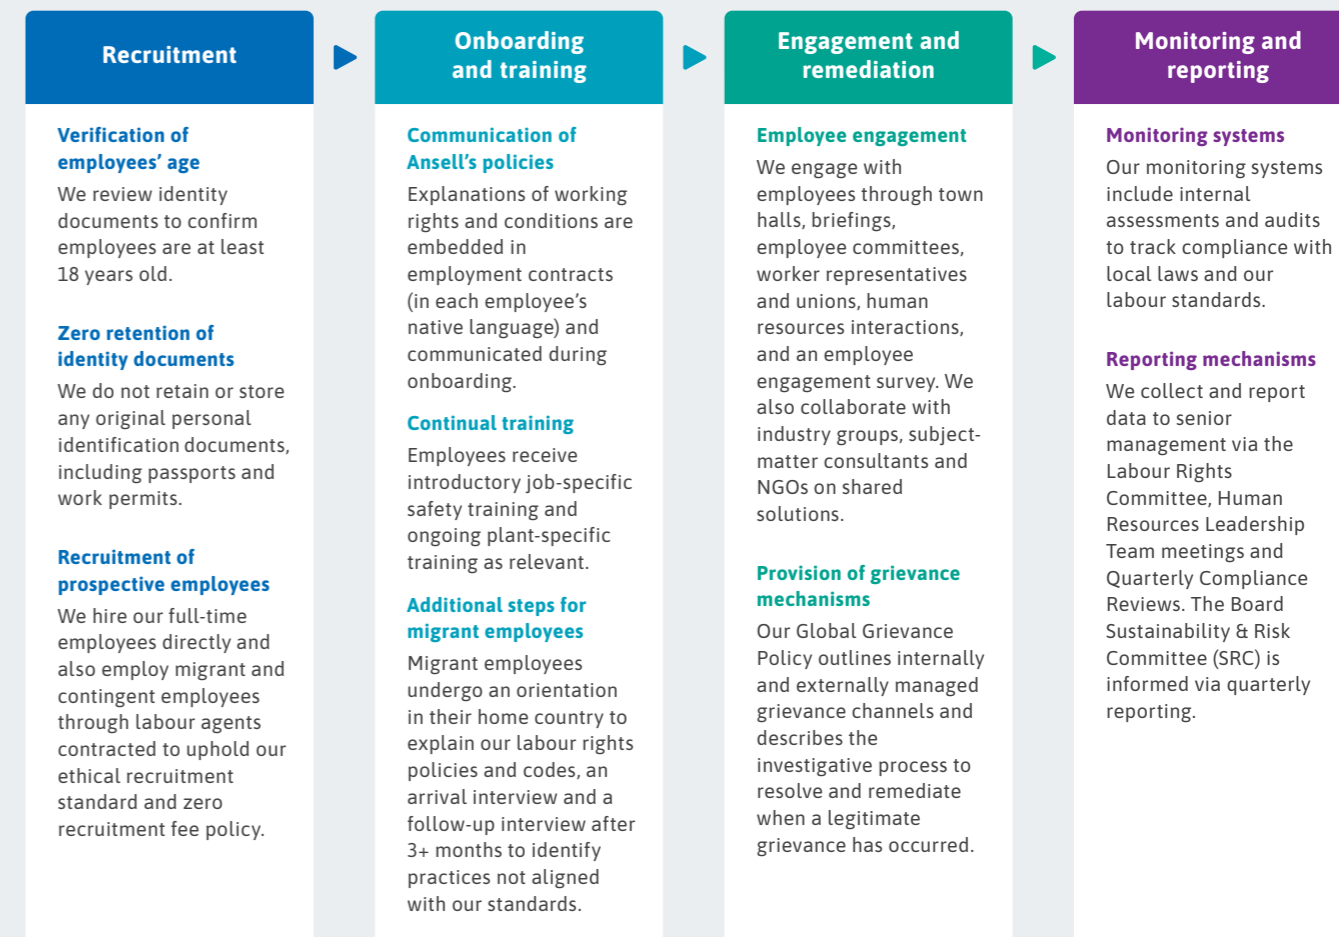 Recruitment
Verification of
employees’ age
We review identity
documents to confirm
employees are at least
18 years old.
Zero retention of
identity documents
We do not retain or store
any original personal
identification documents,
including passports and
work permits.
Recruitment of
prospective employees
We hire our full-time
employees directly and
also employ migrant and
contingent employees
through labour agents
contracted to uphold our
ethical recruitment
standard and zero
recruitment fee policy.
Onboarding
and training
Communication of
Ansell’s policies
Explanations of working
rights and conditions are
embedded in
employment contracts
(in each employee’s
native language) and
communicated during
onboarding.
Continual training
Employees receive
introductory job-specific
safety training and
ongoing plant-specific
training as relevant.
Additional steps for
migrant employees
Migrant employees
undergo an orientation
in their home country to
explain our labour rights
policies and codes, an
arrival interview and a
follow-up interview after
3+ months to identify
practices not aligned
with our standards.
Engagement and
remediation
Employee engagement
We engage with
employees through town
halls, briefings,
employee committees,
worker representatives
and unions, human
resources interactions,
and an employee
engagement survey. We
also collaborate with
industry groups, subject-
matter consultants and
NGOs on shared
solutions.
Provision of grievance
mechanisms
Our Global Grievance
Policy outlines internally
and externally managed
grievance channels and
describes the
investigative process to
resolve and remediate
when a legitimate
grievance has occurred.
Monitoring and
reporting
Monitoring systems
Our monitoring systems
include internal
assessments and audits
to track compliance with
local laws and our
labour standards.
Reporting mechanisms
We collect and report
data to senior
management via the
Labour Rights
Committee, Human
Resources Leadership
Team meetings and
Quarterly Compliance
Reviews. The Board
Sustainability & Risk
Committee (SRC) is
informed via quarterly
reporting.